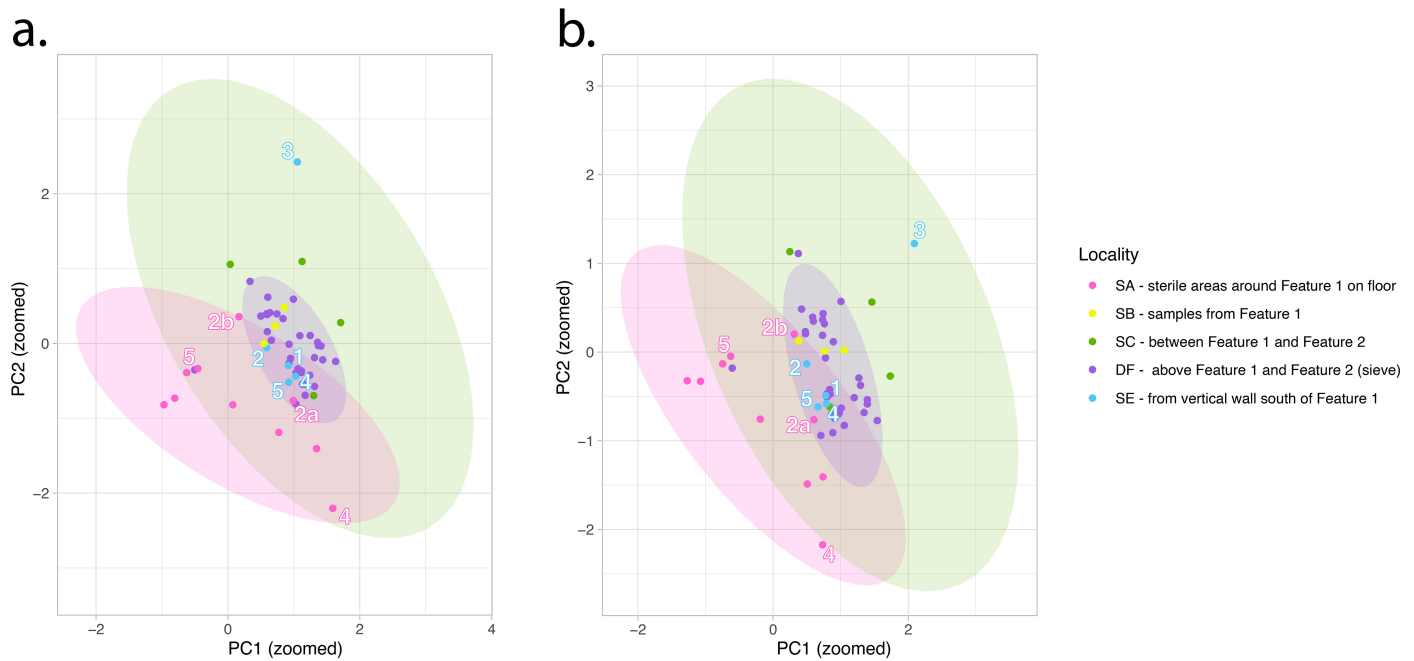 a.
PC2 (zoomed)
2
0
−2
−2
0
2
4
PC1 (zoomed)
3
2b
5
2
1
4
5
2a
4
b.
PC2 (zoomed)
3
2
1
0
−1
−2
−2
0
2
PC1 (zoomed)
3
2b
5
2
1
5
4
2a
4
Locality
SA - sterile areas around Feature 1 on floor
SB - samples from Feature 1
SC - between Feature 1 and Feature 2
DF -  above Feature 1 and Feature 2 (sieve)
SE - from vertical wall south of Feature 1